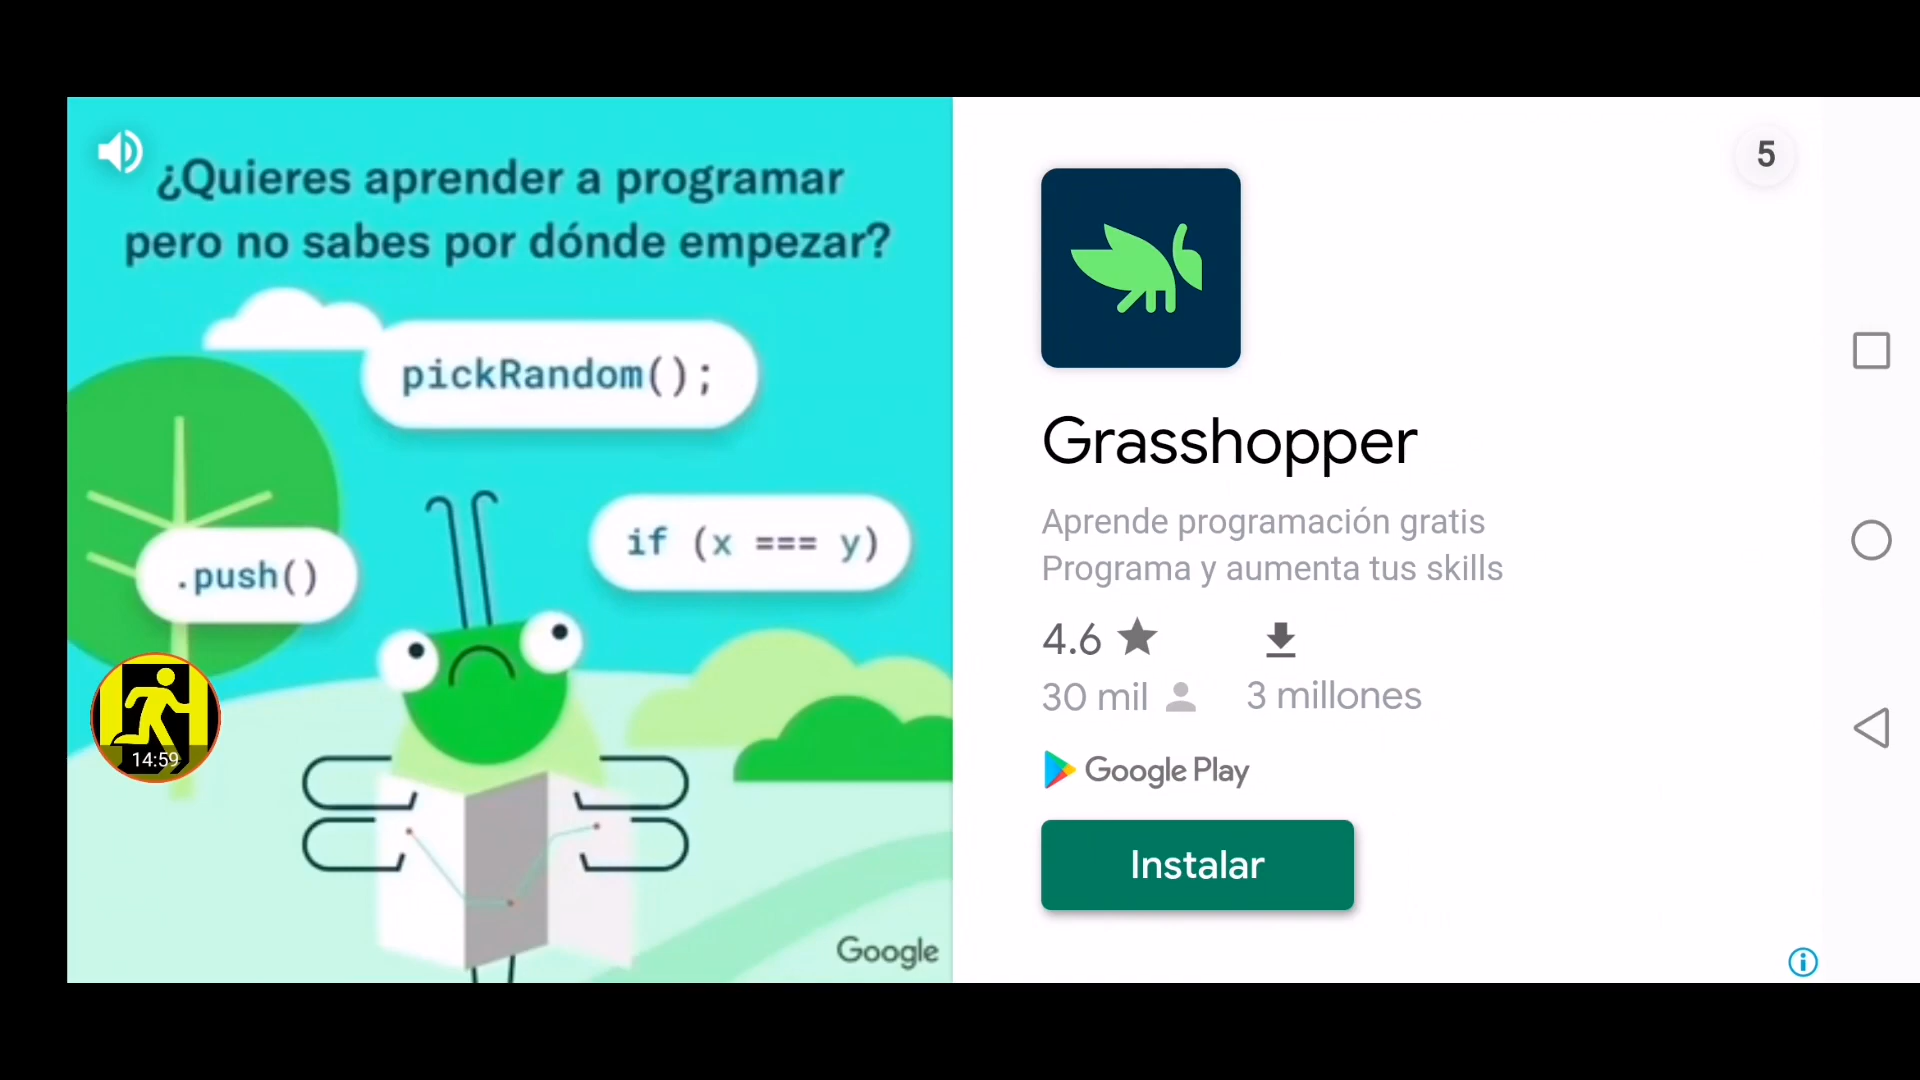 ¿Quieres aprender a programar
pero no sabes por dónde empezar?
pickRandom();
.push()
if (x === y)
14:59
Google
5
Grasshopper
Aprende programación gratis
Programa y aumenta tus skills
4.6
30 mil
3 millones
Google Play
Instalar